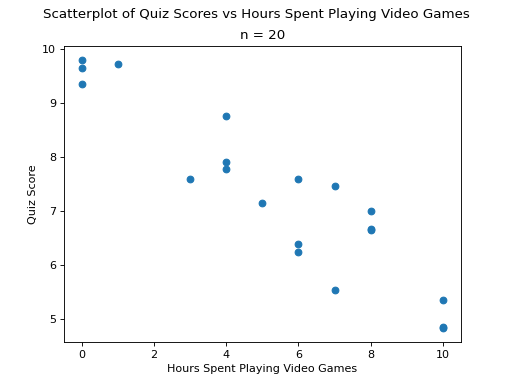 Scatterplot of Quiz Scores vs Hours Spent Playing Video Games
n = 20
10
9
8
7
6
5
Quiz Score
0 2 4 6 8 10
Hours Spent Playing Video Games